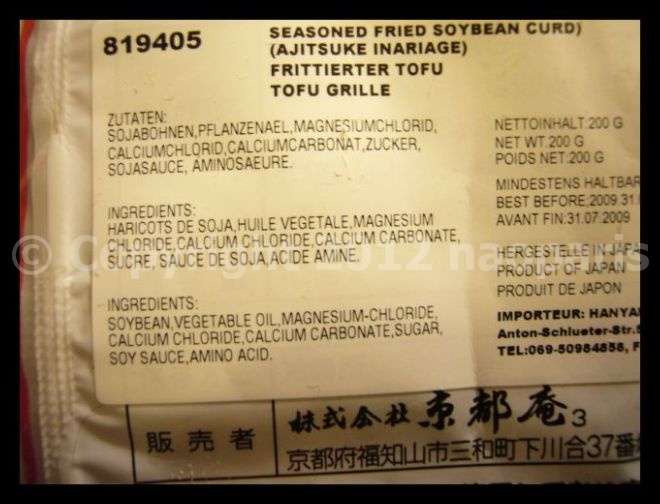 819405
SEASONED FRIED SOYBEAN CURD)
(AJITSUKE INARIAGE)
FRITTIERTER TOFU
TOFU GRILLE
ZUTATEN:
SOJABOHNEN,PFLANZENAEL,MAGNESIUMCHLORID,
CALCIUMCHLORID,CALCIUMCARBONAT,ZUCKER,
SOJASAUCE, AMINOSAEURE.
NETTOINHALT:200 G
NET WT:200 G
POIDS NET:200 G
MINDESTENS HALTBAR
BEST BEFORE:2009.31.
AVANT FIN:31.07.2009
INGREDIENTS:
HARICOTS DE SOJA,HUILE VEGETALE,MAGNESIUM
CHLORIDE,CALCIUM CHLORIDE,CALCIUM CARBONATE,
SUCRE, SAUCE DE SOJA,ACIDE AMINE.
HERGESTELLE IN JAPA
PRODUCT OF JAPAN
PRODUIT DE JAPON
© Copyright 2012
INGREDIENTS:
SOYBEAN,VEGETABLE OIL,MAGNESIUM-CHLORIDE,
CALCIUM CHLORIDE,CALCIUM CARBONATE,SUGAR,
SOY SAUCE,AMINO ACID.
IMPORTEUR: HANYA
Anton-Schlueter-Str.
TEL:069-50984858, F
販売者
株式会社 京都庵 3
京都府福知山市三和町下川合37番